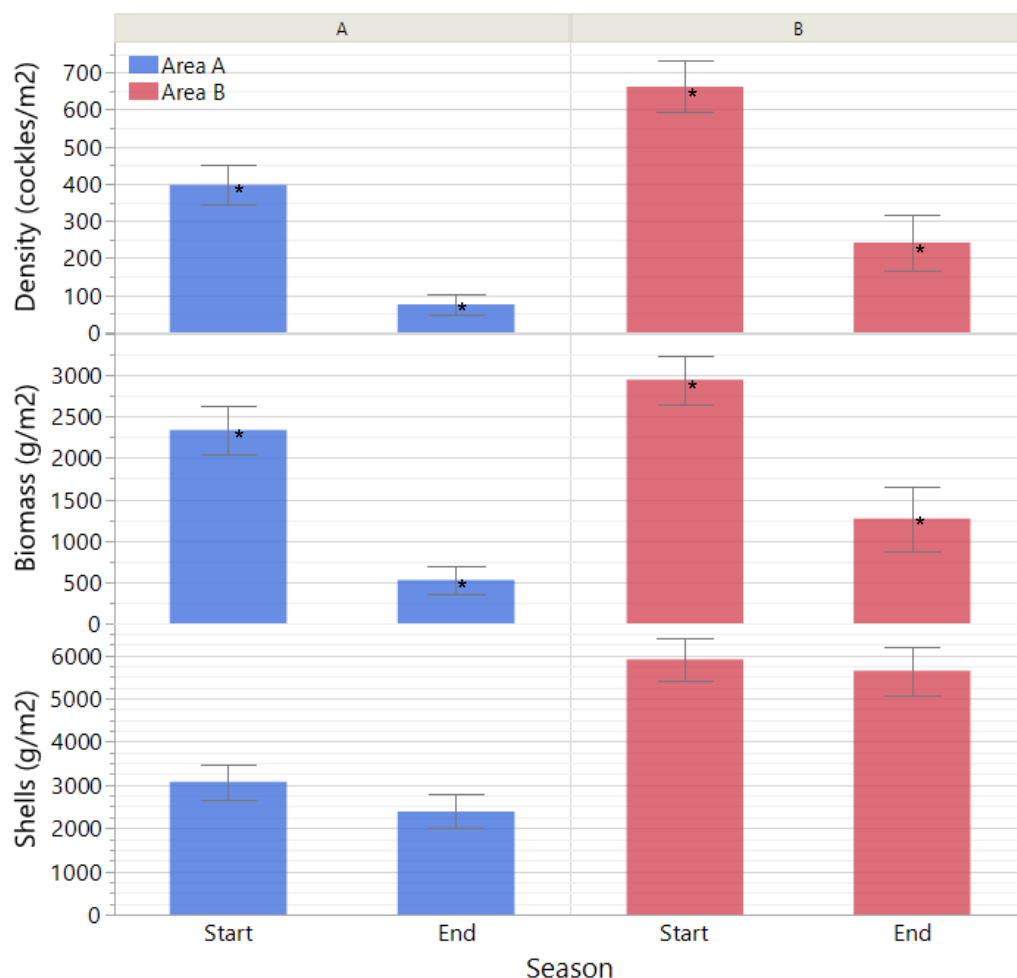 A
B
Area A
Area B
Density (cockles/m2)
700
600
500
400
300
200
100
0
*
*
*
*
Biomass (g/m2)
3000
2500
2000
1500
1000
500
0
*
*
*
*
Shells (g/m2)
6000
5000
4000
3000
2000
1000
0
Start
End
Start
End
Season